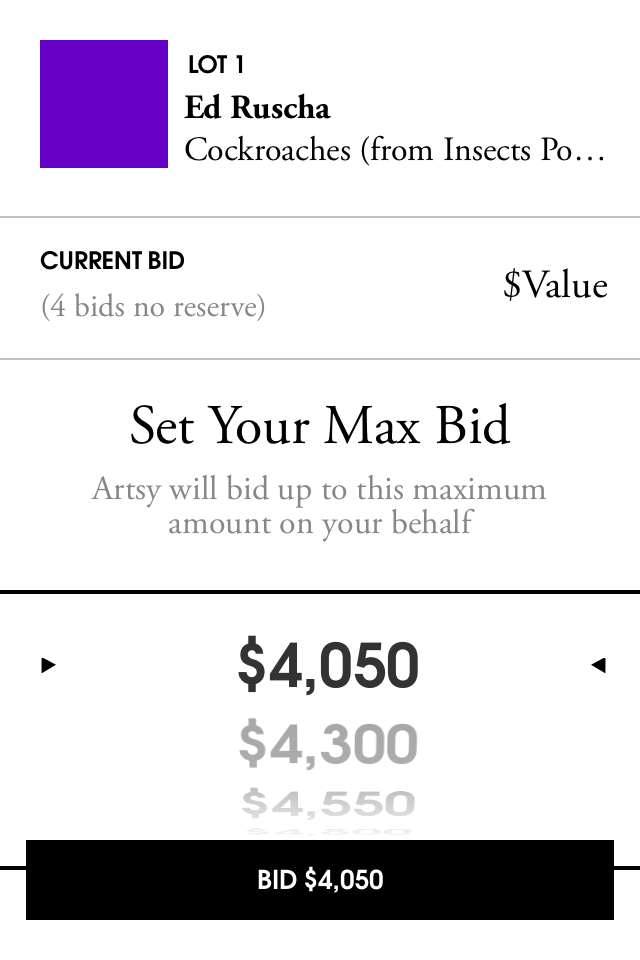 LOT 1
Ed Ruscha
Cockroaches (from Insects Po…
CURRENT BID
(4 bids no reserve)
$Value
Set Your Max Bid
Artsy will bid up to this maximum
amount on your behalf
$4,050
$4,300
$4,550
$4,800
BID $4,050